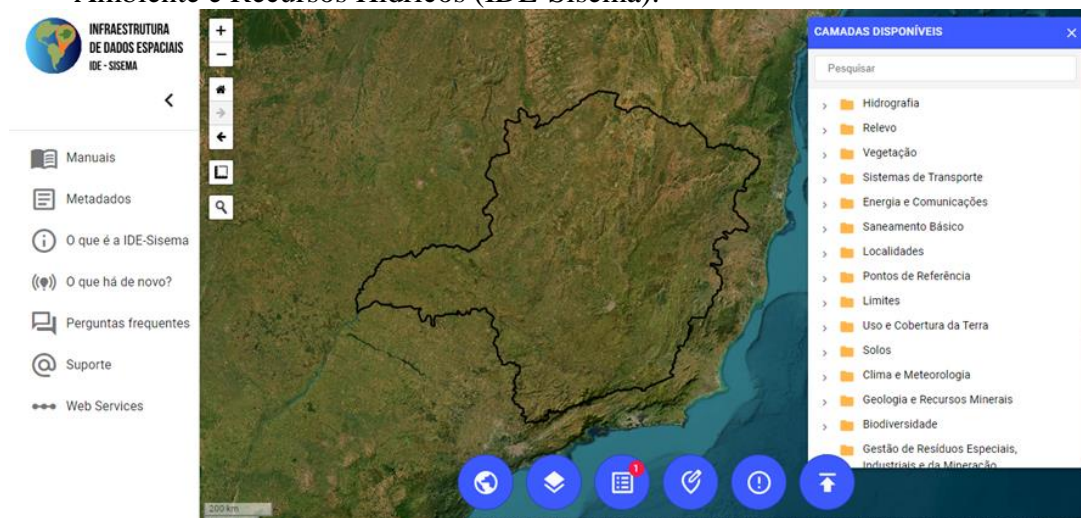 Ambiente e Recursos Hídricos (IDE-Sisema).
INFRAESTRUTURA
DE DADOS ESPACIAIS
IDE - SISEMA
Manuais
Metadados
O que é a IDE-Sisema
O que há de novo?
Perguntas frequentes
Suporte
Web Services
200 km
1
CAMADAS DISPONÍVEIS
Pesquisar
Hidrografia
Relevo
Vegetação
Sistemas de Transporte
Energia e Comunicações
Saneamento Básico
Localidades
Pontos de Referência
Limites
Uso e Cobertura da Terra
Solos
Clima e Meteorologia
Geologia e Recursos Minerais
Biodiversidade
Gestão de Resíduos Especiais,
Industriais e da Mineração